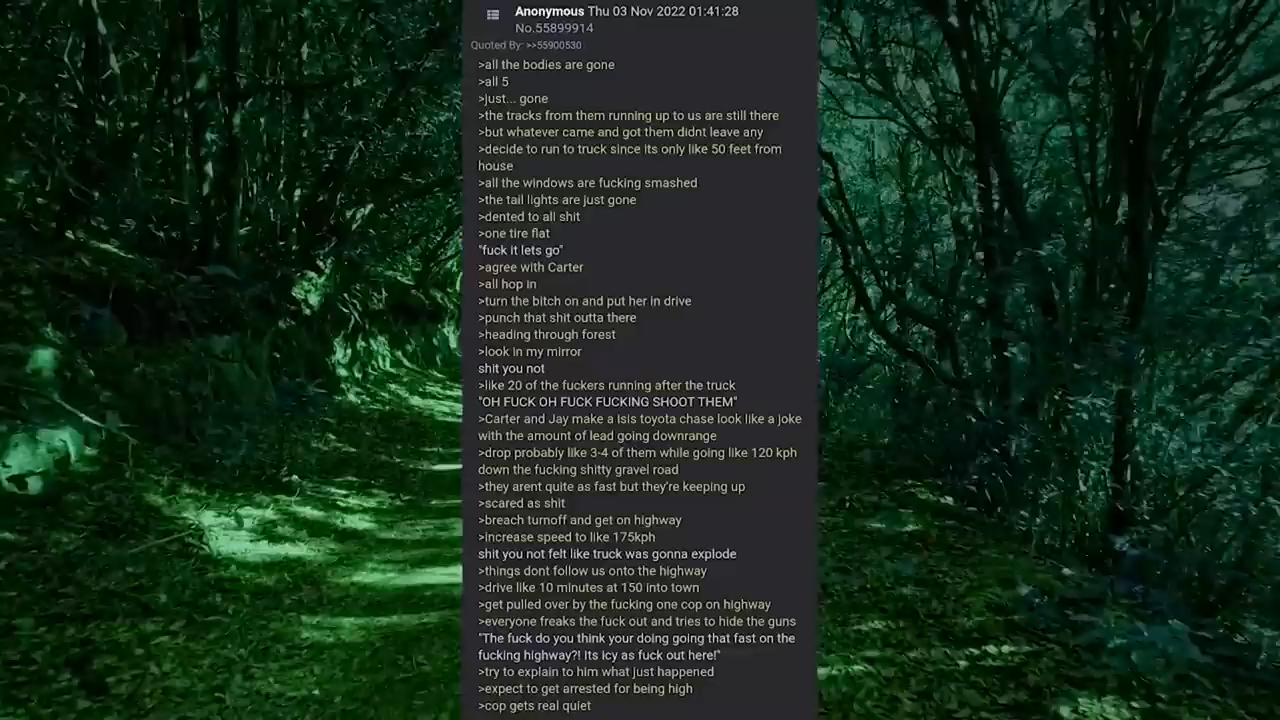 Anonymous Thu 03 Nov 2022 01:41:28
No.55899914
Quoted By: >>55900530
>all the bodies are gone
>all 5
>just... gone
>the tracks from them running up to us are still there
>but whatever came and got them didnt leave any
>decide to run to truck since its only like 50 feet from
house
>all the windows are fucking smashed
>the tail lights are just gone
>dented to all shit
>one tire flat
"fuck it lets go"
>agree with Carter
>all hop in
>turn the bitch on and put her in drive
>punch that shit outta there
>heading through forest
>look in my mirror
shit you not
>like 20 of the fuckers running after the truck
"OH FUCK OH FUCK FUCKING SHOOT THEM"
>Carter and Jay make a isis toyota chase look like a joke
with the amount of lead going downrange
>drop probably like 3-4 of them while going like 120 kph
down the fucking shitty gravel road
>they arent quite as fast but they're keeping up
>scared as shit
>breach turnoff and get on highway
>increase speed to like 175kph
shit you not felt like truck was gonna explode
>things dont follow us onto the highway
>drive like 10 minutes at 150 into town
>get pulled over by the fucking one cop on highway
>everyone freaks the fuck out and tries to hide the guns
"The fuck do you think your doing going that fast on the
fucking highway?! Its icy as fuck out here!"
>try to explain to him what just happened
>expect to get arrested for being high
>cop gets real quiet